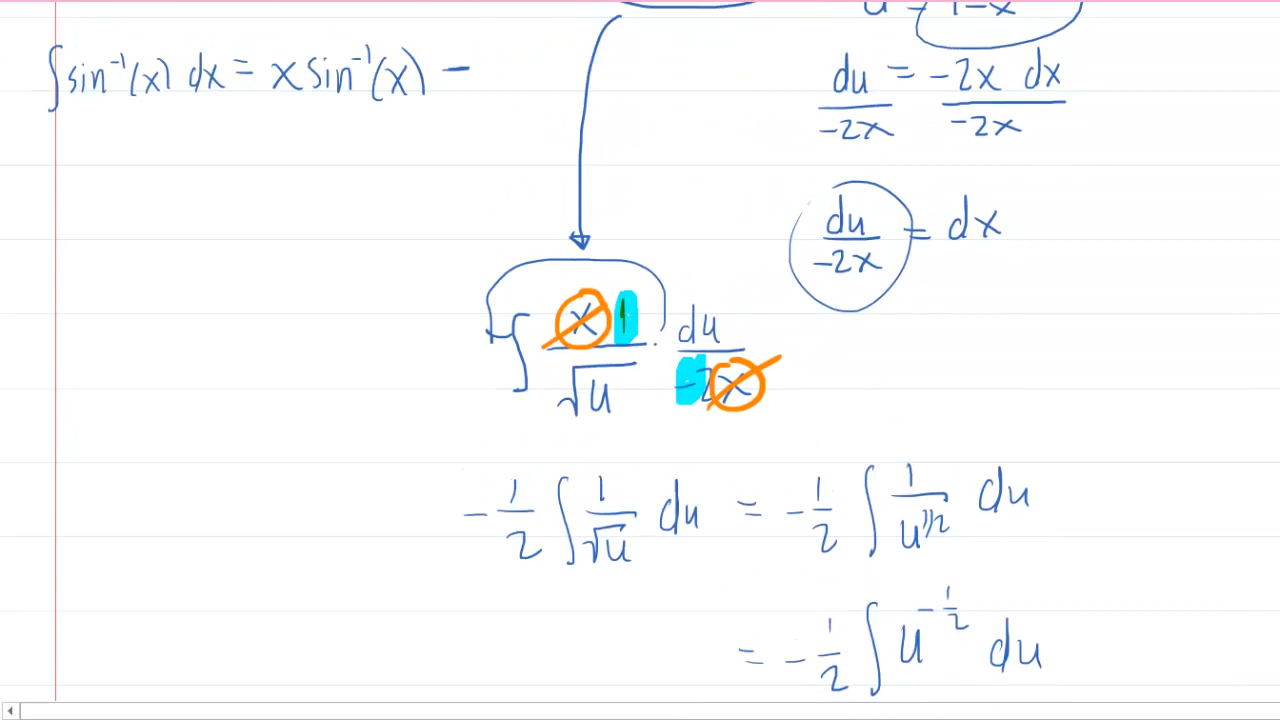 u = 1-x
∫ sin⁻¹(x) dx = x sin⁻¹(x) -
du = -2x dx
-2x -2x
du/-2x = dx
∫ x 1/√u · du/-2x
-1/2 ∫ 1/√u du = -1/2 ∫ 1/u^(1/2) du
= -1/2 ∫ u^(-1/2) du